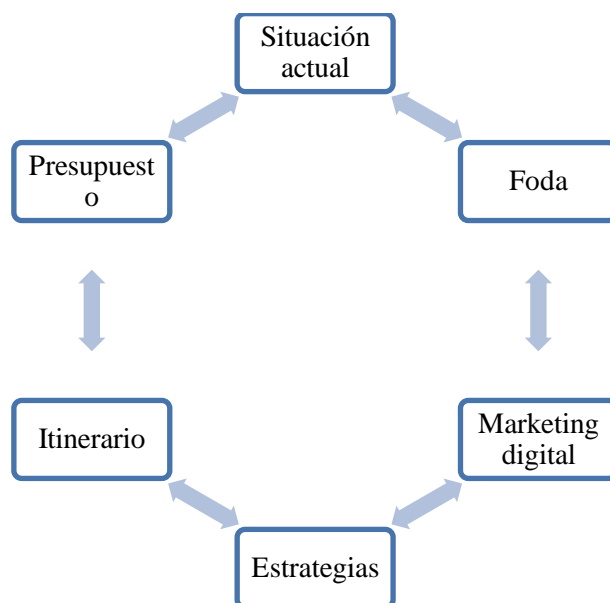 Situación
actual
Presupuest
o
Foda
Itinerario
Marketing
digital
Estrategias